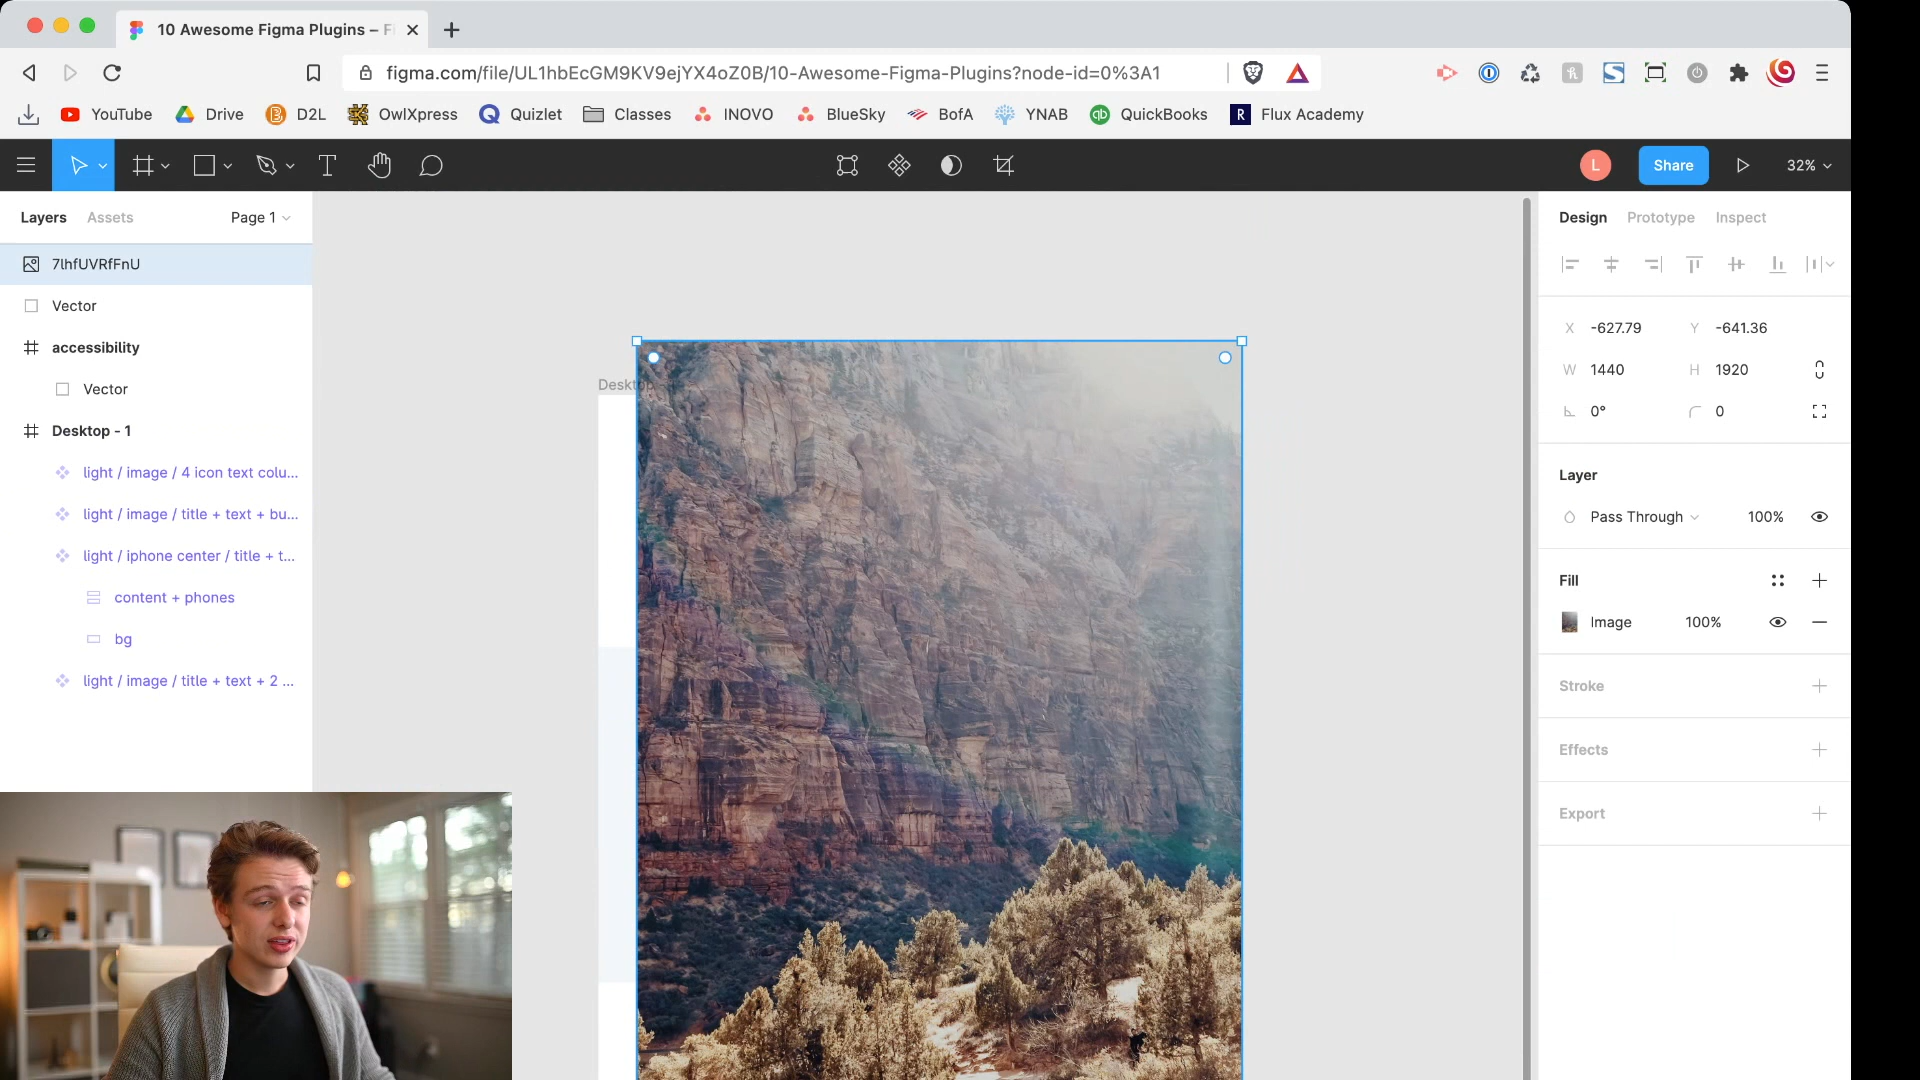 10 Awesome Figma Plugins – Fi
figma.com/file/UL1hbEcGM9KV9ejYX4oZ0B/10-Awesome-Figma-Plugins?node-id=0%3A1
YouTube Drive D2L OwlXpress Quizlet Classes INOVO BlueSky BofA YNAB QuickBooks R Flux Academy
L Share 32%
Layers Assets Page 1
Design Prototype Inspect
7lhfUVRfFnU
Vector
accessibility
Vector
Desktop - 1
light / image / 4 icon text colu...
light / image / title + text + bu...
light / iphone center / title + t...
content + phones
bg
light / image / title + text + 2 ...
Desktop
X -627.79 Y -641.36
W 1440 H 1920
0° 0
Layer
Pass Through 100%
Fill
Image 100%
Stroke
Effects
Export